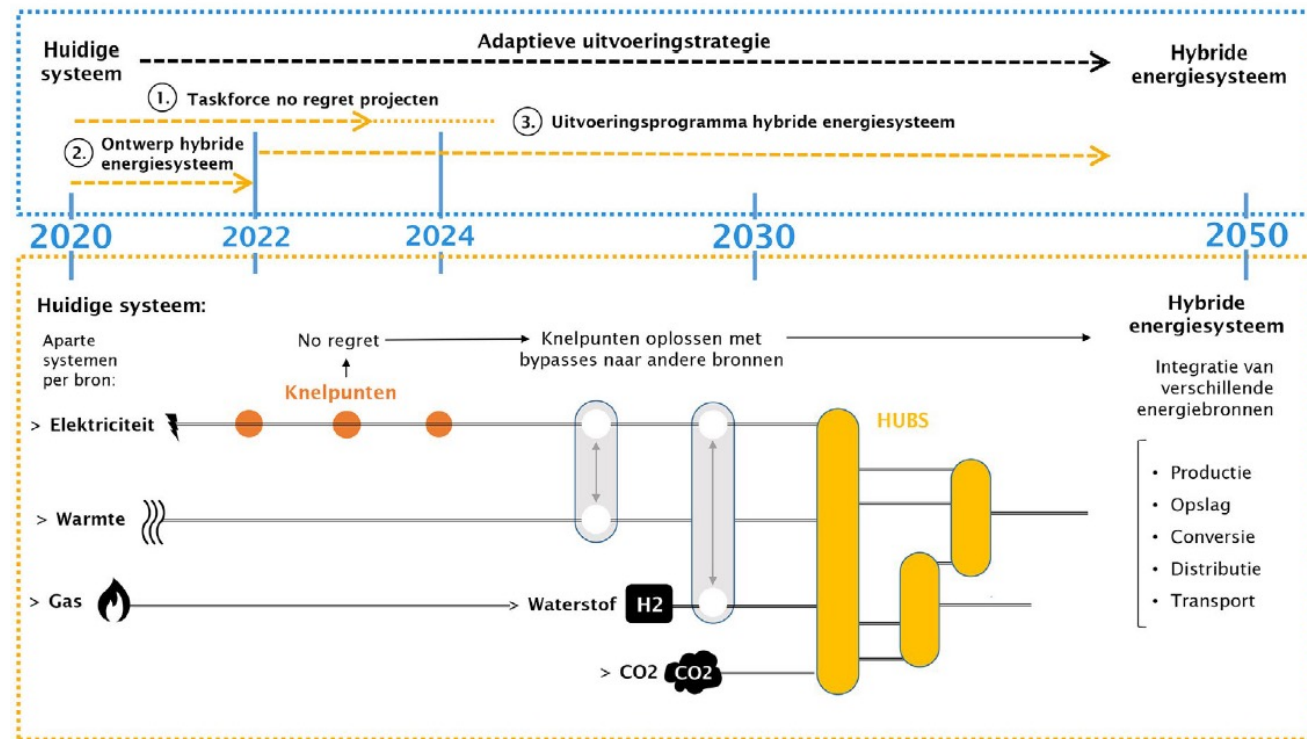 Huidige
systeem
Adaptieve uitvoeringstrategie
Hybride
energiesysteem
1. Taskforce no regret projecten
2. Ontwerp hybride
energiesysteem
3. Uitvoeringsprogramma hybride energiesysteem
2020
2022
2024
2030
2050
Huidige systeem:
Aparte
systemen
per bron:
No regret
Knelpunten oplossen met
bypasses naar andere bronnen
Hybride
energiesysteem
Integratie van
verschillende
energiebronnen
Knelpunten
> Elektriciteit
HUBS
> Warmte
> Gas
> Waterstof H2
> CO2 CO2
• Productie
• Opslag
• Conversie
• Distributie
• Transport